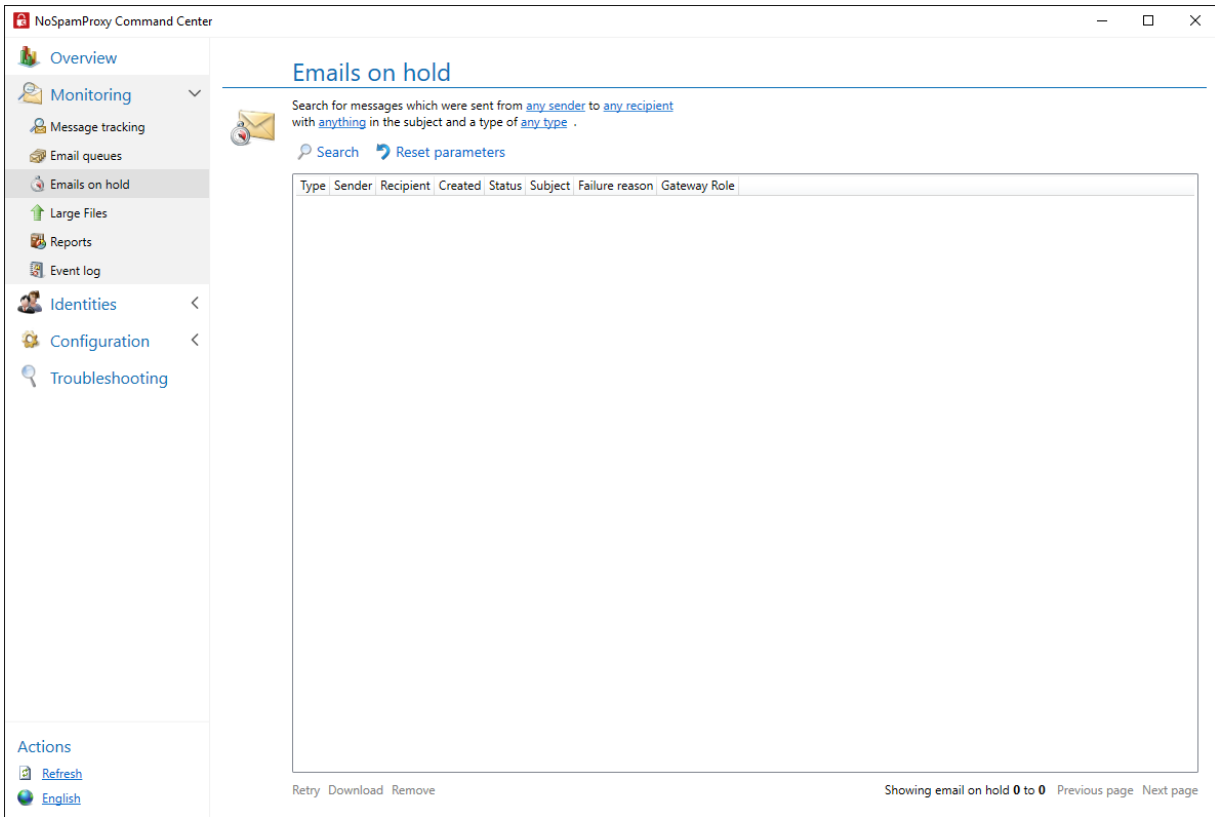 NoSpamProxy Command Center
Overview
Monitoring
Message tracking
Email queues
Emails on hold
Large Files
Reports
Event log
Identities
Configuration
Troubleshooting
Actions
Refresh
English
Emails on hold
Search for messages which were sent from any sender to any recipient
with anything in the subject and a type of any type .
Search Reset parameters
Type Sender Recipient Created Status Subject Failure reason Gateway Role
Retry Download Remove
Showing email on hold 0 to 0 Previous page Next page